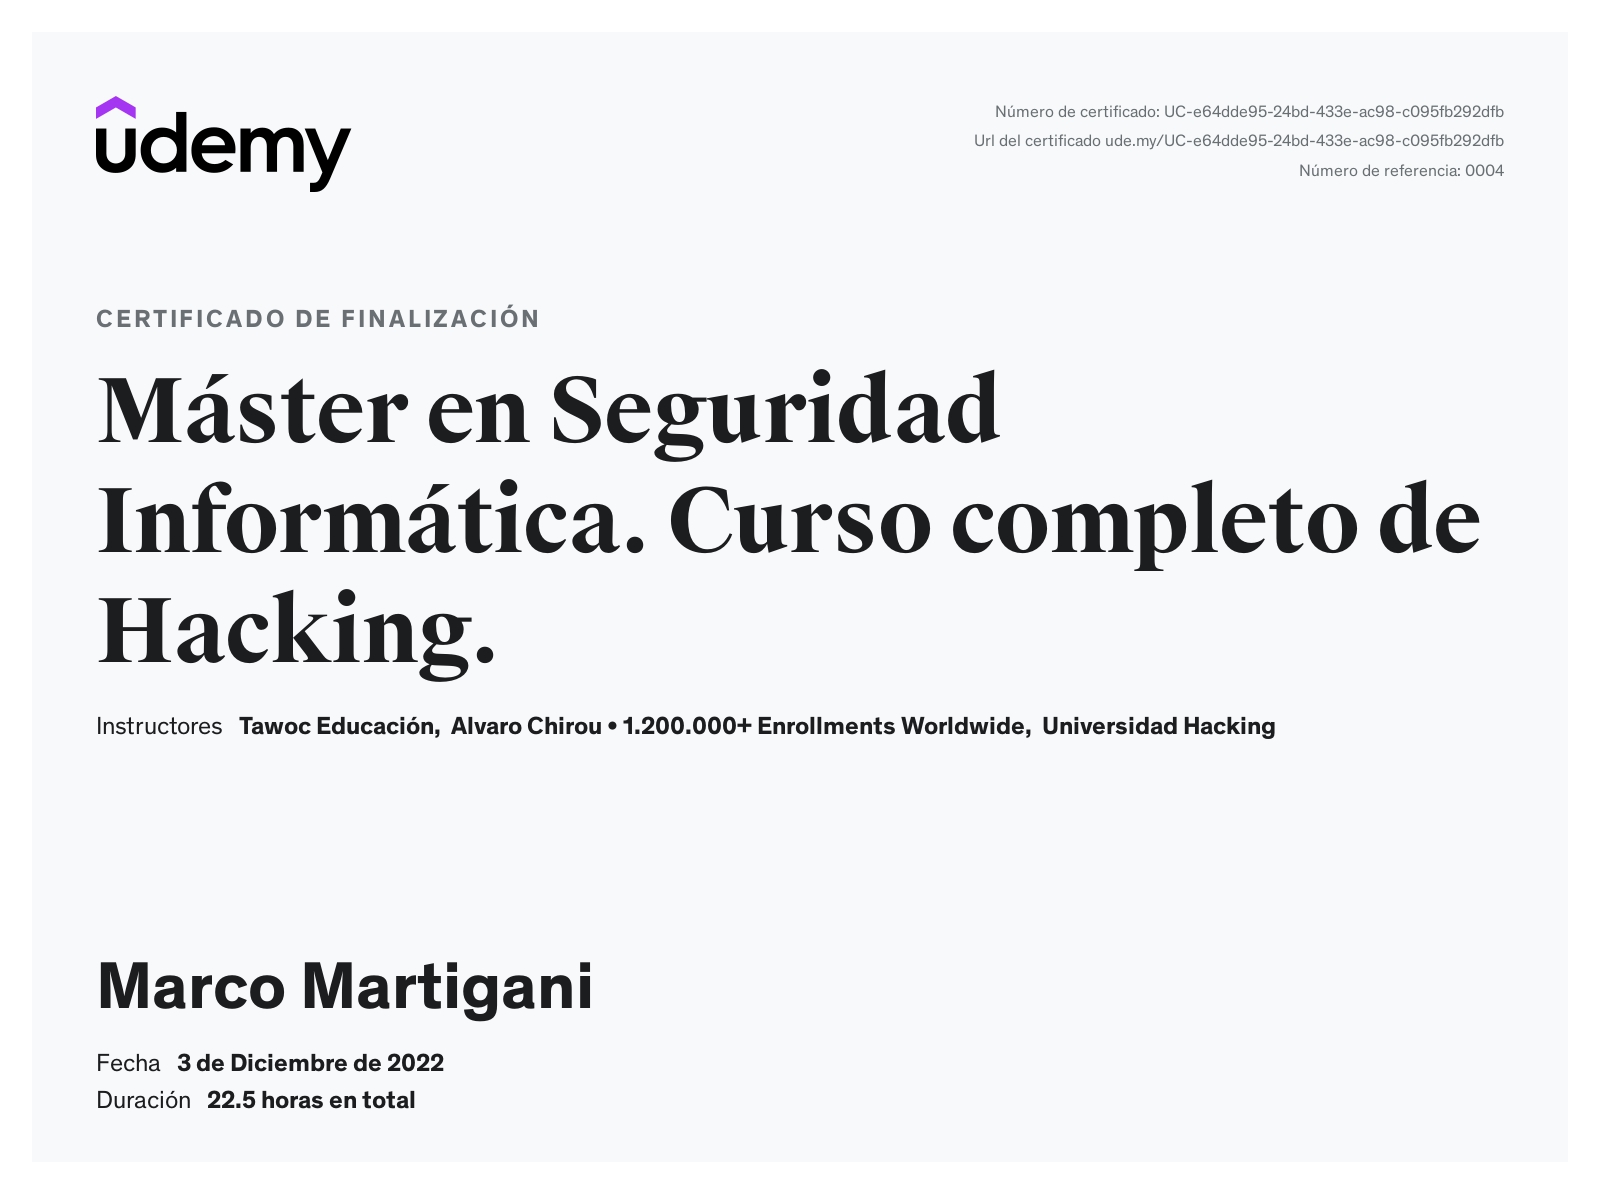 udemy
Número de certificado: UC-e64dde95-24bd-433e-ac98-c095fb292dfb
Url del certificado ude.my/UC-e64dde95-24bd-433e-ac98-c095fb292dfb
Número de referencia: 0004
CERTIFICADO DE FINALIZACIÓN
Máster en Seguridad
Informática. Curso completo de
Hacking.
Instructores Tawoc Educación, Alvaro Chirou • 1.200.000+ Enrollments Worldwide, Universidad Hacking
Marco Martigani
Fecha 3 de Diciembre de 2022
Duración 22.5 horas en total